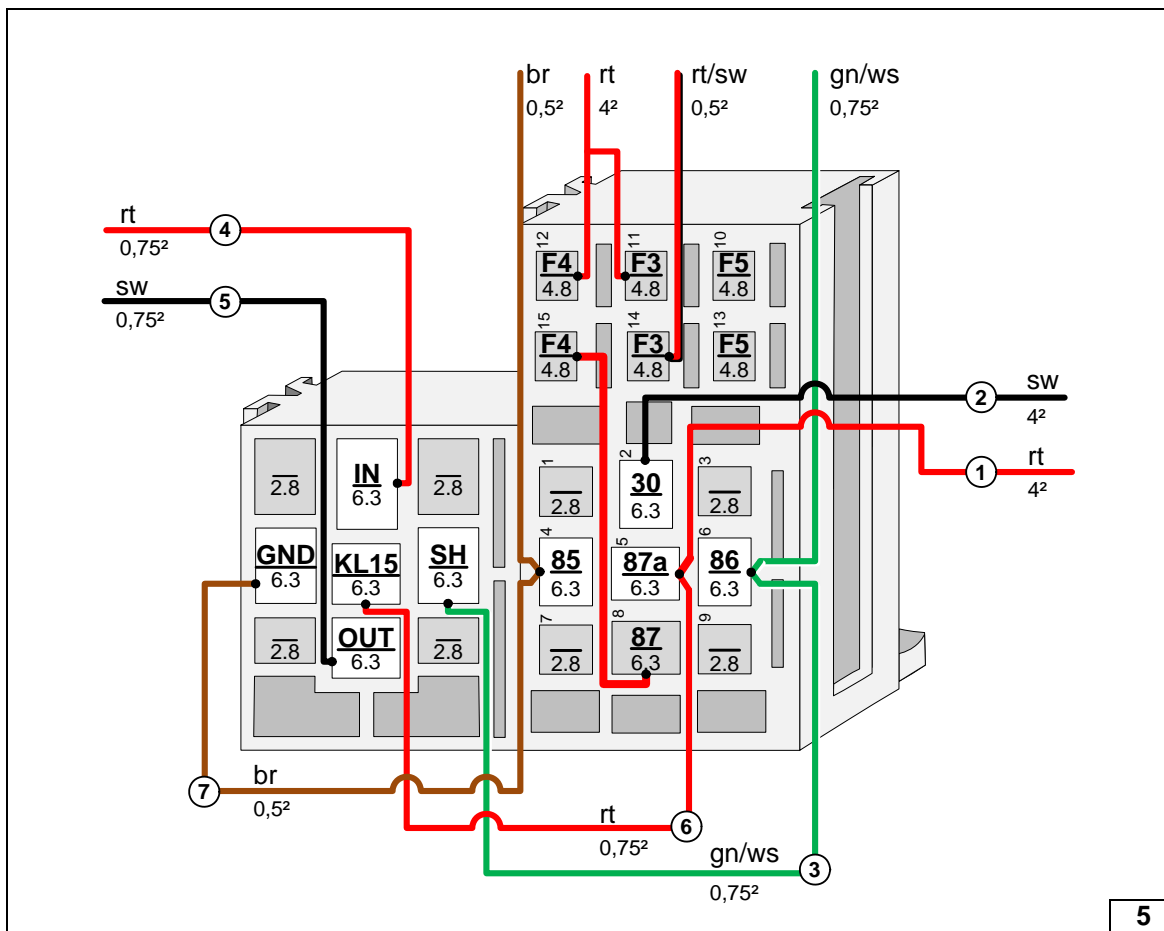 br rt rt/sw gn/ws
0,5² 4² 0,5² 0,75²
rt 4
0,75²
sw 5
0,75²
12 11 10
F4 F3 F5
4.8 4.8 4.8
15 14 13
F4 F3 F5
4.8 4.8 4.8
2 sw
4²
1 rt
4²
1 2 3
2.8 IN 2.8 2.8 30 2.8
6.3 6.3
4 5 6
GND KL15 SH 85 87a 86
6.3 6.3 6.3 6.3 6.3 6.3
7 8 9
2.8 OUT 2.8 2.8 87 2.8
6.3 6.3
7 br
0,5²
rt 6
0,75²
gn/ws 3
0,75²
5